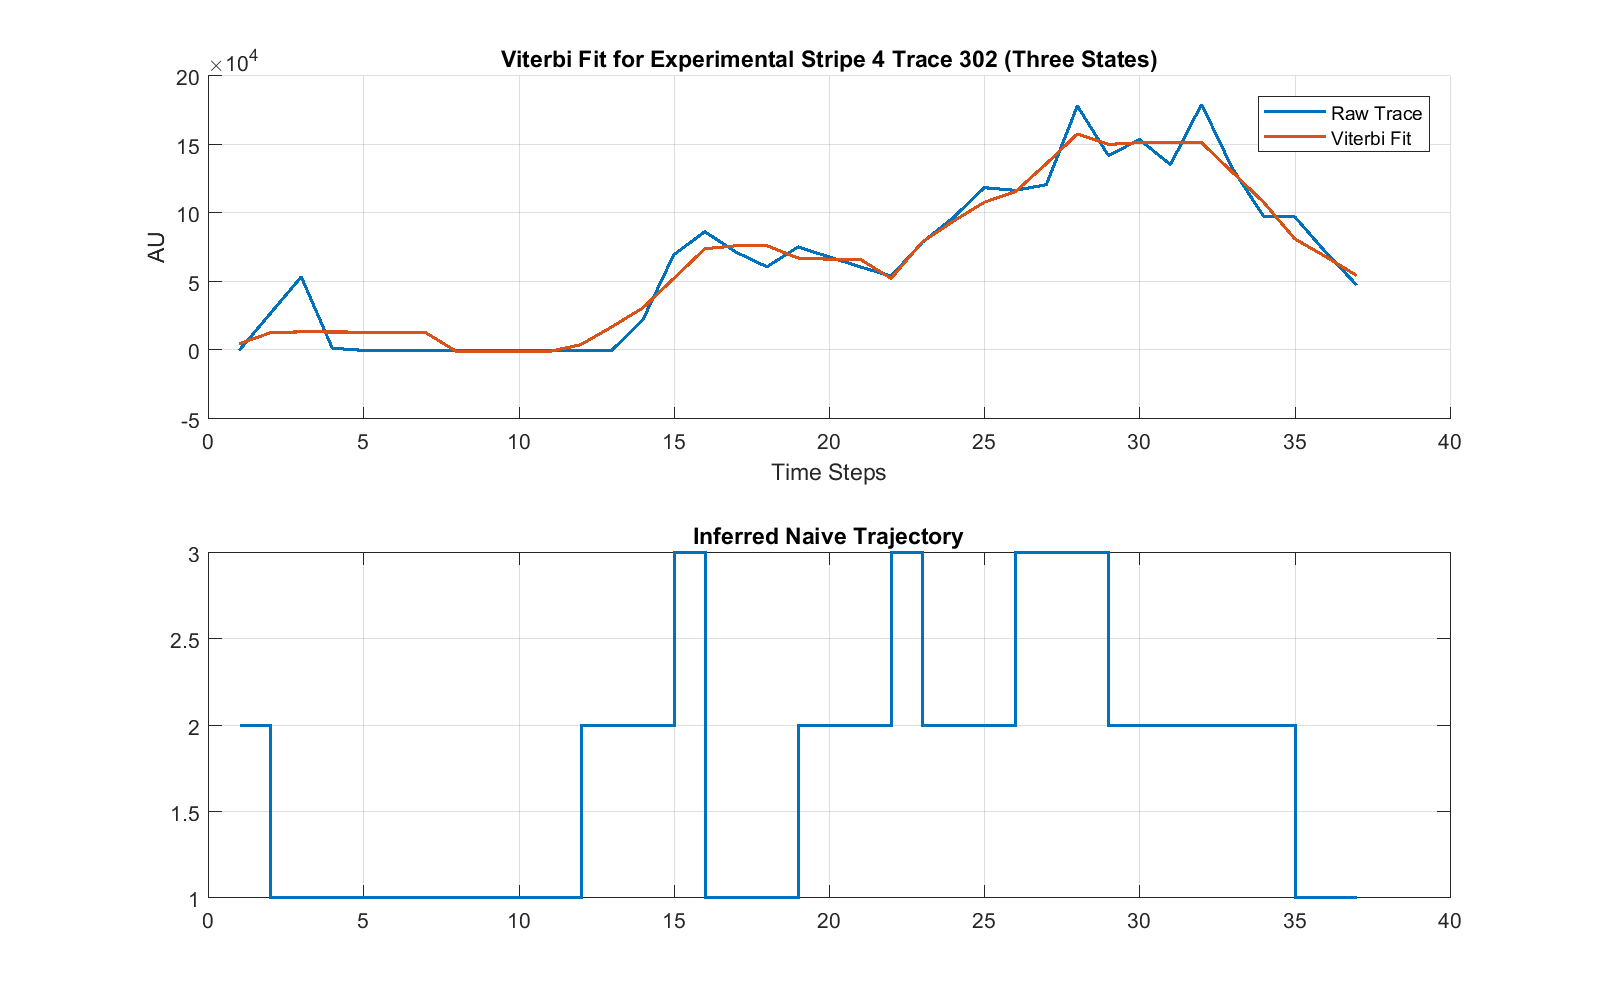 Viterbi Fit for Experimental Stripe 4 Trace 302 (Three States)
×10^4
20
15
10
5
0
-5
AU
Raw Trace
Viterbi Fit
0 5 10 15 20 25 30 35 40
Time Steps
Inferred Naive Trajectory
3
2.5
2
1.5
1
0 5 10 15 20 25 30 35 40